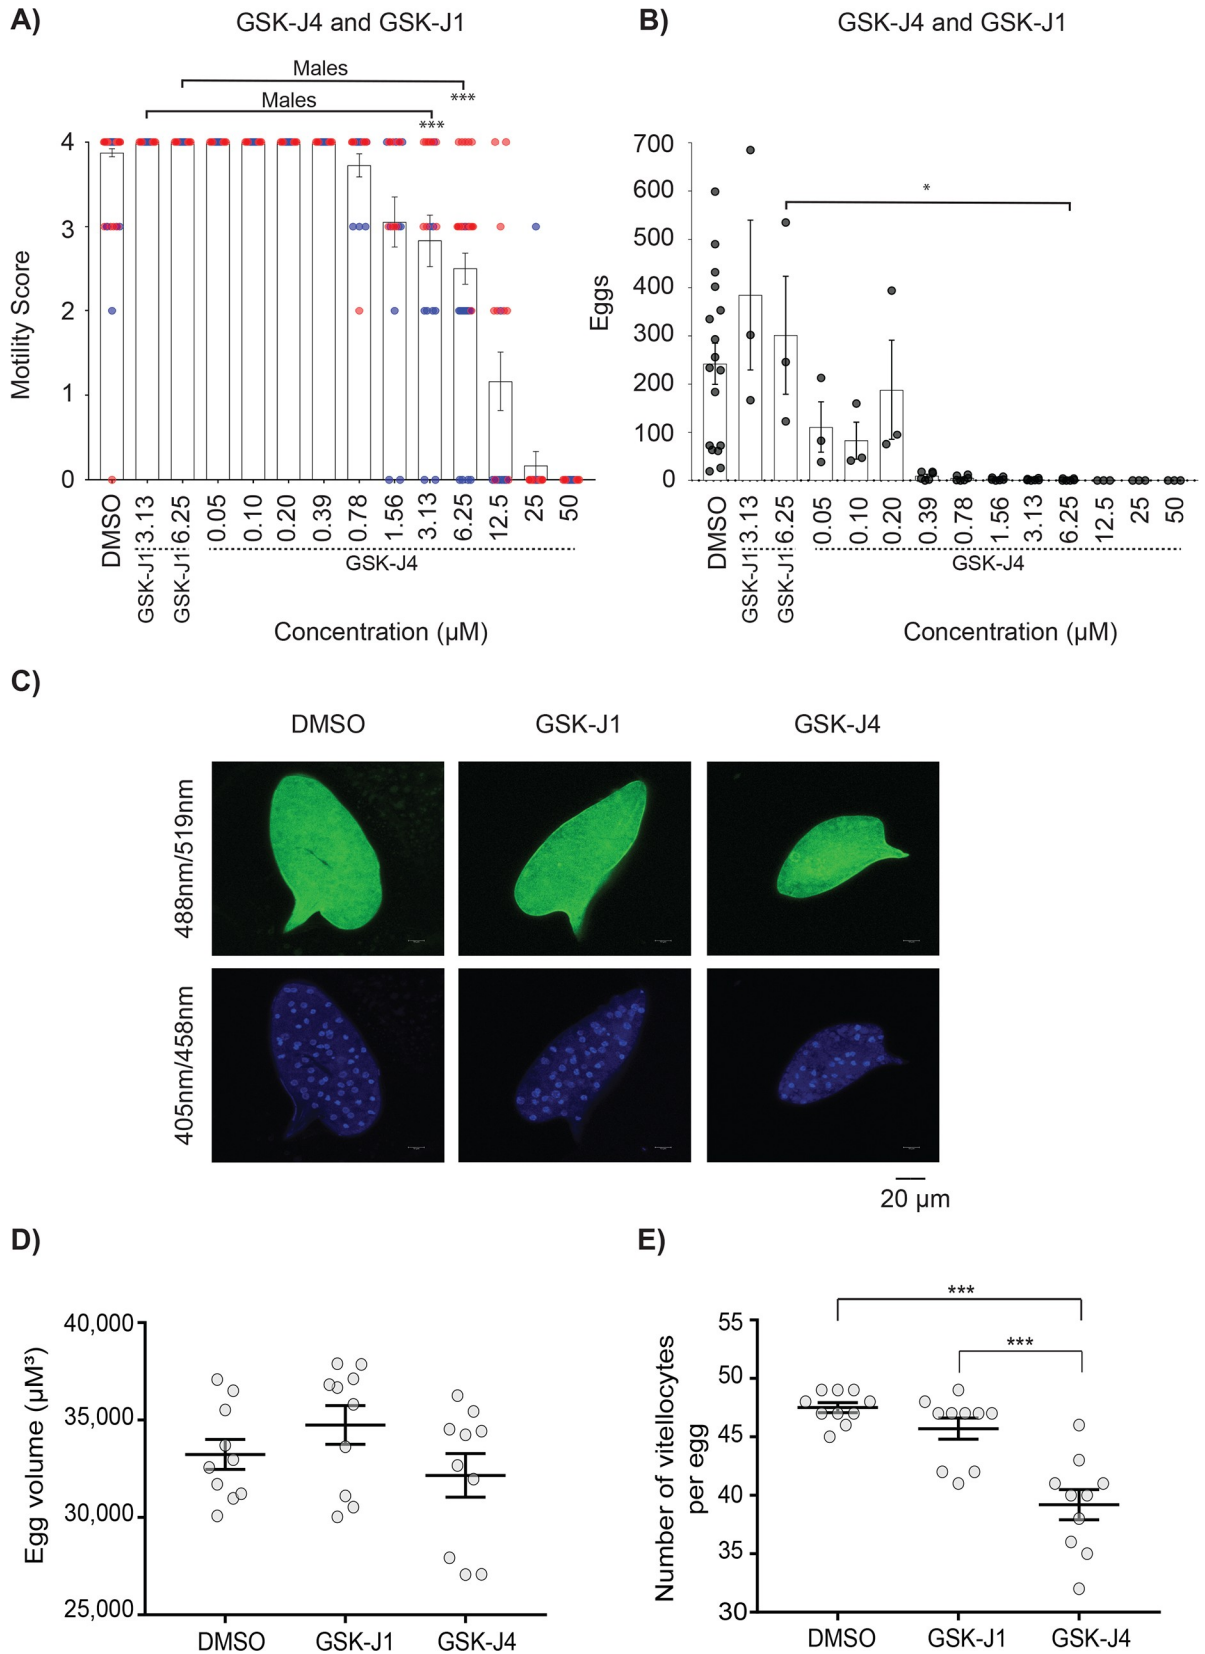 A)
GSK-J4 and GSK-J1
Males
***
Males
***
Motility Score
4
3
2
1
0
DMSO
3.13
6.25
0.05
0.10
0.20
0.39
0.78
1.56
3.13
6.25
12.5
25
50
GSK-J1
GSK-J1
GSK-J4
Concentration (µM)
B)
GSK-J4 and GSK-J1
*
Eggs
700
600
500
400
300
200
100
0
DMSO
3.13
6.25
0.05
0.10
0.20
0.39
0.78
1.56
3.13
6.25
12.5
25
50
GSK-J1
GSK-J1
GSK-J4
Concentration (µM)
C)
DMSO GSK-J1 GSK-J4
488nm/519nm
405nm/458nm
20 µm
D)
Egg volume (µM³)
40,000
35,000
30,000
25,000
DMSO GSK-J1 GSK-J4
E)
***
***
Number of vitellocytes
per egg
55
50
45
40
35
30
DMSO GSK-J1 GSK-J4